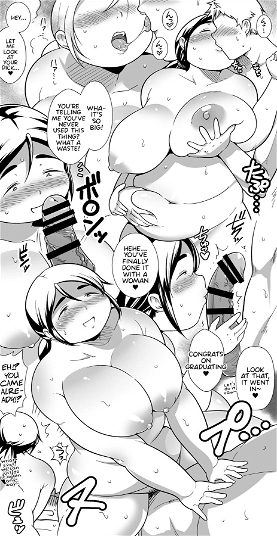 HEY...
LET ME
LOOK AT
YOUR
DICK...
♥
WHA-
IT'S
SO
BIG!
YOU'RE
TELLING
ME YOU'VE
NEVER
USED THIS
THING?
WHAT A
WASTE!
HEHE...
YOU'VE
FINALLY
DONE IT
WITH A
WOMAN
♥
CONGRATS
ON
GRADUATING
♥
LOOK
AT THAT,
IT WENT
IN~
♥
EH!?
YOU
CAME
ALRE-
ADY!?